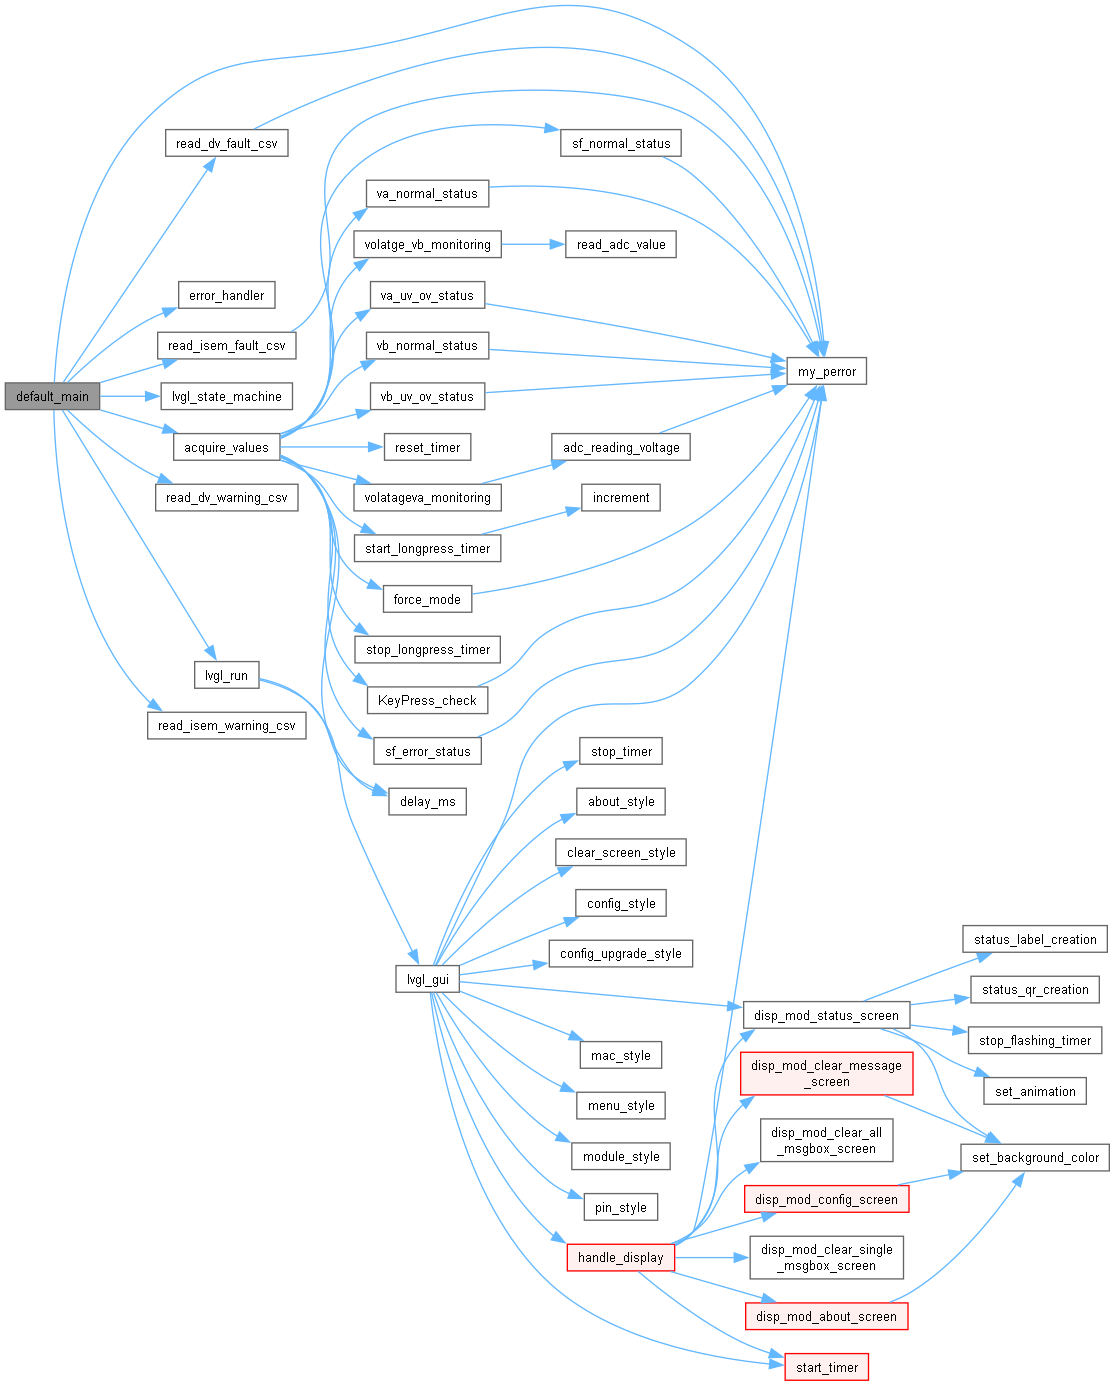 read_dv_fault_csv
sf_normal_status
va_normal_status
volatge_vb_monitoring
read_adc_value
error_handler
va_uv_ov_status
read_isem_fault_csv
vb_normal_status
my_perror
default_main
lvgl_state_machine
vb_uv_ov_status
acquire_values
reset_timer
adc_reading_voltage
read_dv_warning_csv
volatageva_monitoring
increment
start_longpress_timer
force_mode
stop_longpress_timer
lvgl_run
KeyPress_check
read_isem_warning_csv
sf_error_status
stop_timer
delay_ms
about_style
clear_screen_style
config_style
status_label_creation
config_upgrade_style
lvgl_gui
status_qr_creation
disp_mod_status_screen
stop_flashing_timer
mac_style
disp_mod_clear_message
_screen
set_animation
menu_style
disp_mod_clear_all
_msgbox_screen
module_style
set_background_color
pin_style
disp_mod_config_screen
handle_display
disp_mod_clear_single
_msgbox_screen
disp_mod_about_screen
start_timer